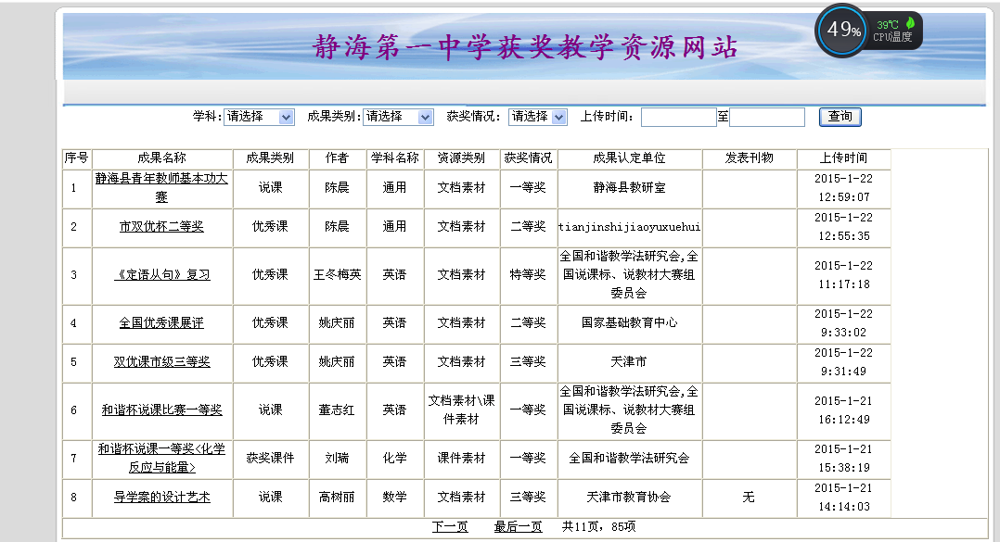 静海第一中学获奖教学资源网站
49%
39℃
CPU温度
学科: 请选择 成果类别: 请选择 获奖情况: 请选择 上传时间: 至 查询
序号 成果名称 成果类别 作者 学科名称 资源类别 获奖情况 成果认定单位 发表刊物 上传时间
1 静海县青年教师基本功大赛 说课 陈晨 通用 文档素材 一等奖 静海县教研室 2015-1-22 12:59:07
2 市双优杯二等奖 优秀课 陈晨 通用 文档素材 二等奖 tianjinshijiaoyuxuehui 2015-1-22 12:55:35
3 《定语从句》复习 优秀课 王冬梅英 英语 文档素材 特等奖 全国和谐教学法研究会,全国说课标、说教材大赛组委员会 2015-1-22 11:17:18
4 全国优秀课展评 优秀课 姚庆丽 英语 文档素材 二等奖 国家基础教育中心 2015-1-22 9:33:02
5 双优课市级三等奖 优秀课 姚庆丽 英语 文档素材 三等奖 天津市 2015-1-22 9:31:49
6 和谐杯说课比赛一等奖 说课 董志红 英语 文档素材\课件素材 一等奖 全国和谐教学法研究会,全国说课标、说教材大赛组委员会 2015-1-21 16:12:49
7 和谐杯说课一等奖<化学反应与能量> 获奖课件 刘瑞 化学 课件素材 一等奖 全国和谐教学法研究会 2015-1-21 15:38:19
8 导学案的设计艺术 说课 高树丽 数学 文档素材 三等奖 天津市教育协会 无 2015-1-21 14:14:03
下一页 最后一页 共11页, 85项